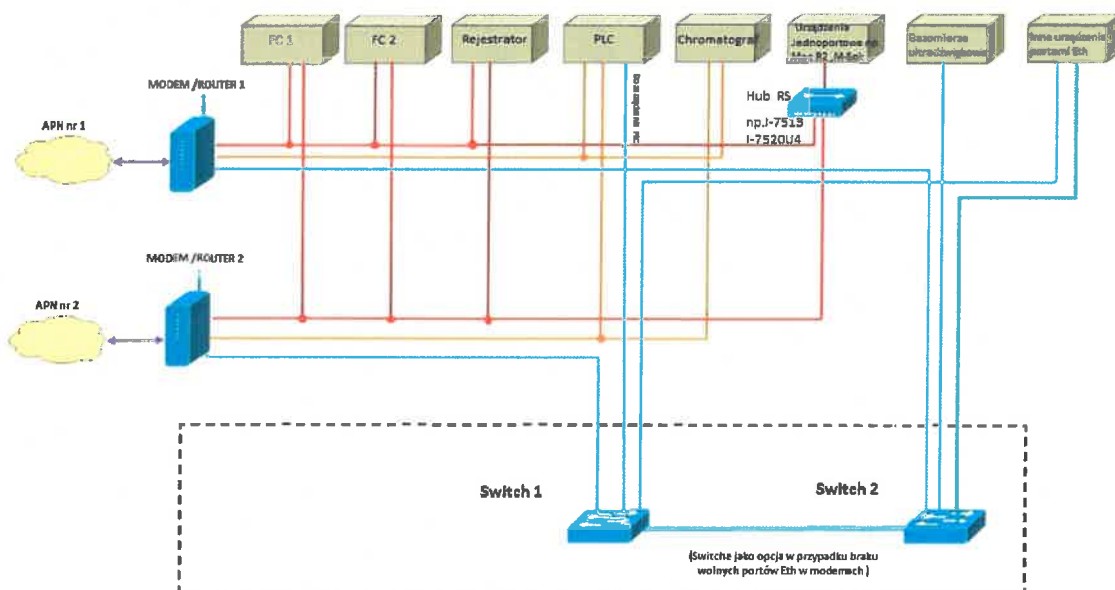 FC 1
FC 2
Rejestrator
PLC
Chromatograf
Urządzenia
Jednoportowe np.
Gazomierze
ultradźwiękowe
Inne urządzenia
portami Eth
MODEM /ROUTER 1
Hub RS
np.I-7513
I-7520U4
APN nr 1
MODEM /ROUTER 2
APN nr 2
Switch 1
Switch 2
(Switche jako opcja w przypadku braku
wolnych portów Eth w modemach )